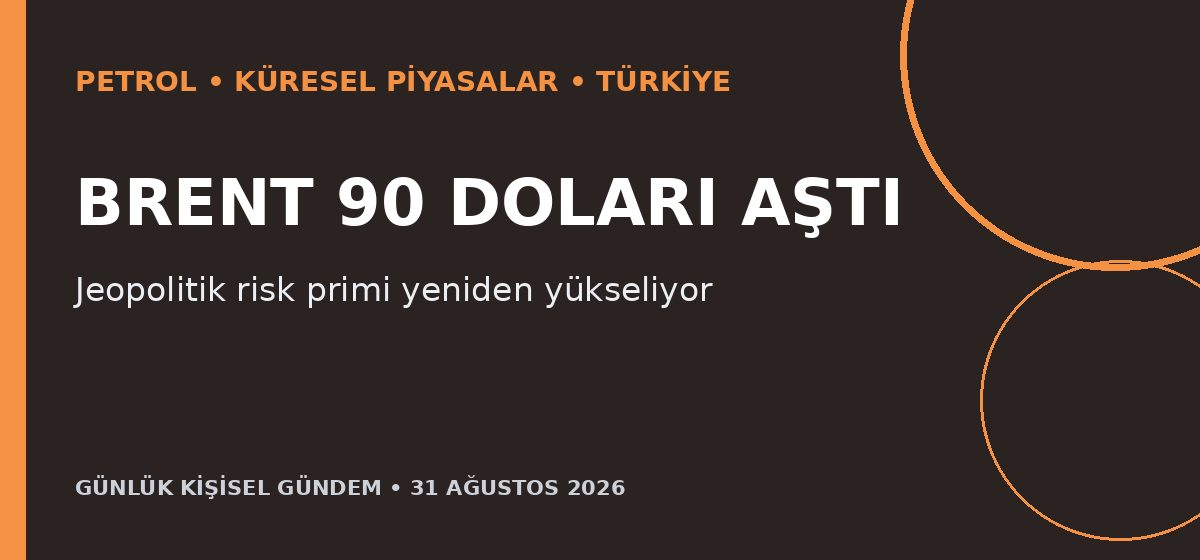 PETROL • KÜRESEL PİYASALAR • TÜRKİYE
BRENT 90 DOLARI AŞTI
Jeopolitik risk primi yeniden yükseliyor
GÜNLÜK KİŞİSEL GÜNDEM • 31 AĞUSTOS 2026